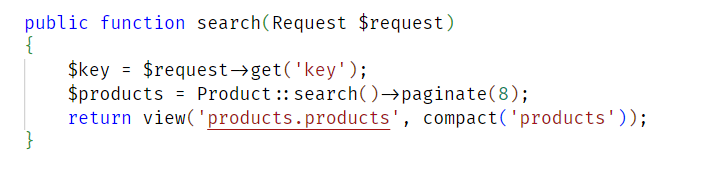 public function search(Request $request)
{
    $key = $request->get('key');
    $products = Product::search()->paginate(8);
    return view('products.products', compact('products'));
}